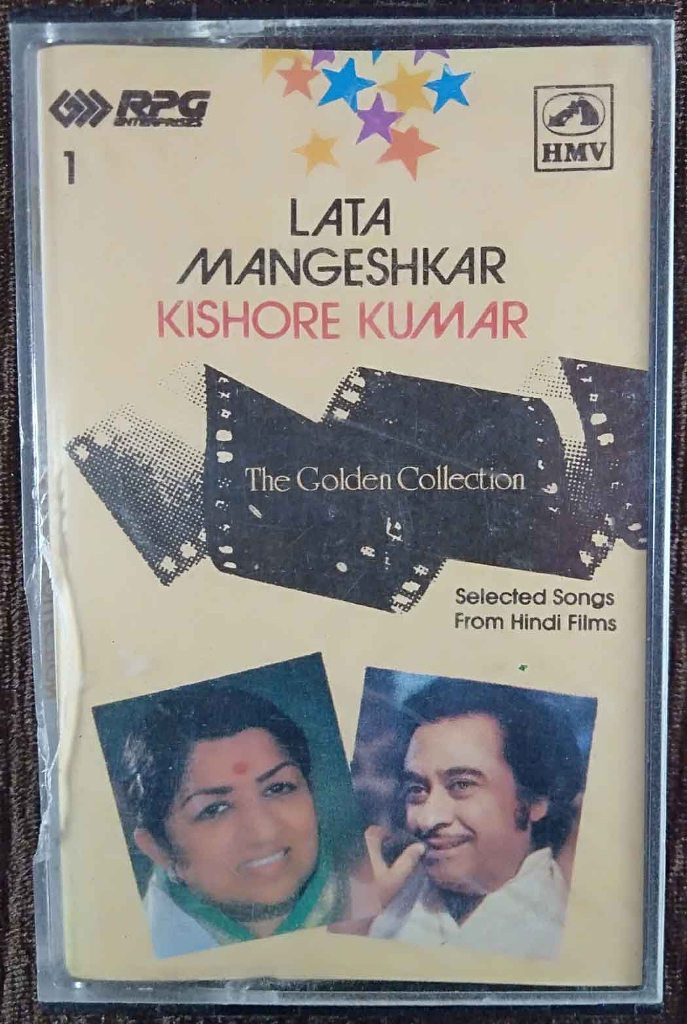 RPG
ENTERPRISES
HMV
1
LATA
MANGESHKAR
KISHORE KUMAR
The Golden Collection
Selected Songs
From Hindi Films